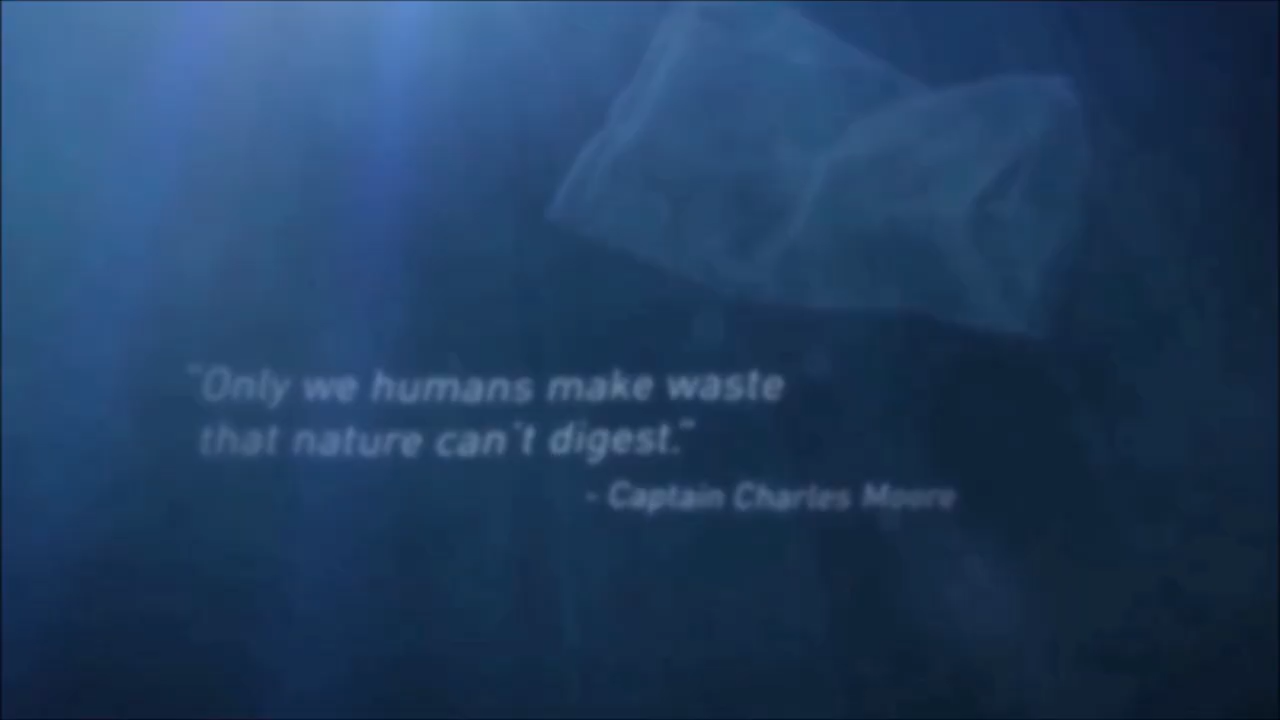 "Only we humans make waste
that nature can't digest."
- Captain Charles Moore